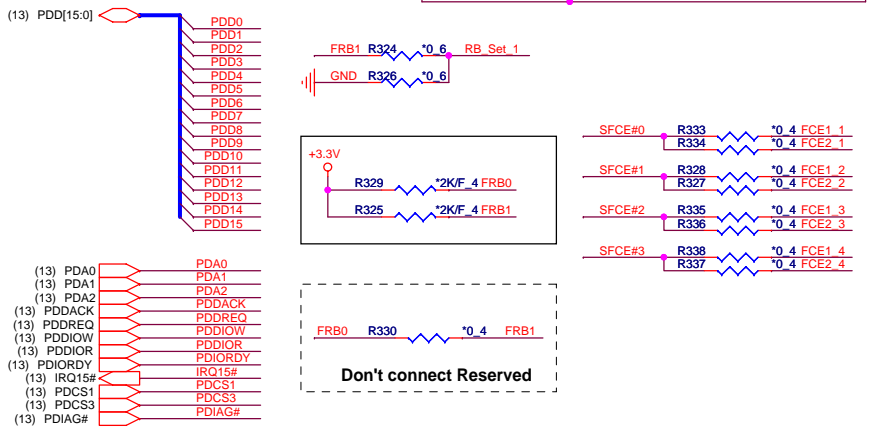 (13) PDD[15:0]
PDD0
PDD1
PDD2
PDD3
PDD4
PDD5
PDD6
PDD7
PDD8
PDD9
PDD10
PDD11
PDD12
PDD13
PDD14
PDD15
(13) PDA0 PDA0
(13) PDA1 PDA1
(13) PDA2 PDA2
(13) PDDACK PDDACK
(13) PDDREQ PDDREQ
(13) PDDIOW PDDIOW
(13) PDDIOR PDDIOR
(13) PDIORDY PDIORDY
(13) IRQ15# IRQ15#
(13) PDCS1 PDCS1
(13) PDCS3 PDCS3
(13) PDIAG# PDIAG#
FRB1 R324 *0_6 RB_Set_1
GND R326 *0_6
+3.3V
R329 *2K/F_4 FRB0
R325 *2K/F_4 FRB1
FRB0 R330 *0_4 FRB1
Don't connect Reserved
SFCE#0 R333 *0_4 FCE1_1
R334 *0_4 FCE2_1
SFCE#1 R328 *0_4 FCE1_2
R327 *0_4 FCE2_2
SFCE#2 R335 *0_4 FCE1_3
R336 *0_4 FCE2_3
SFCE#3 R338 *0_4 FCE1_4
R337 *0_4 FCE2_4